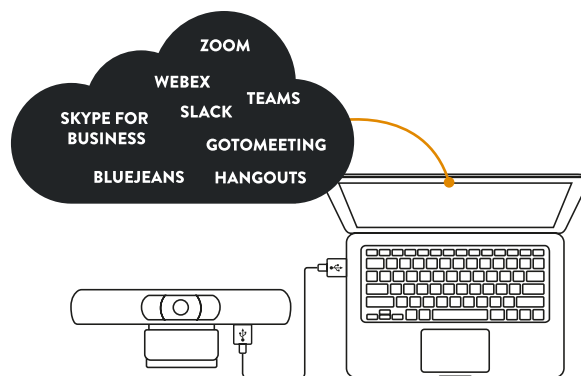 ZOOM
WEBEX
TEAMS
SLACK
SKYPE FOR
BUSINESS
GOTOMEETING
BLUEJEANS
HANGOUTS